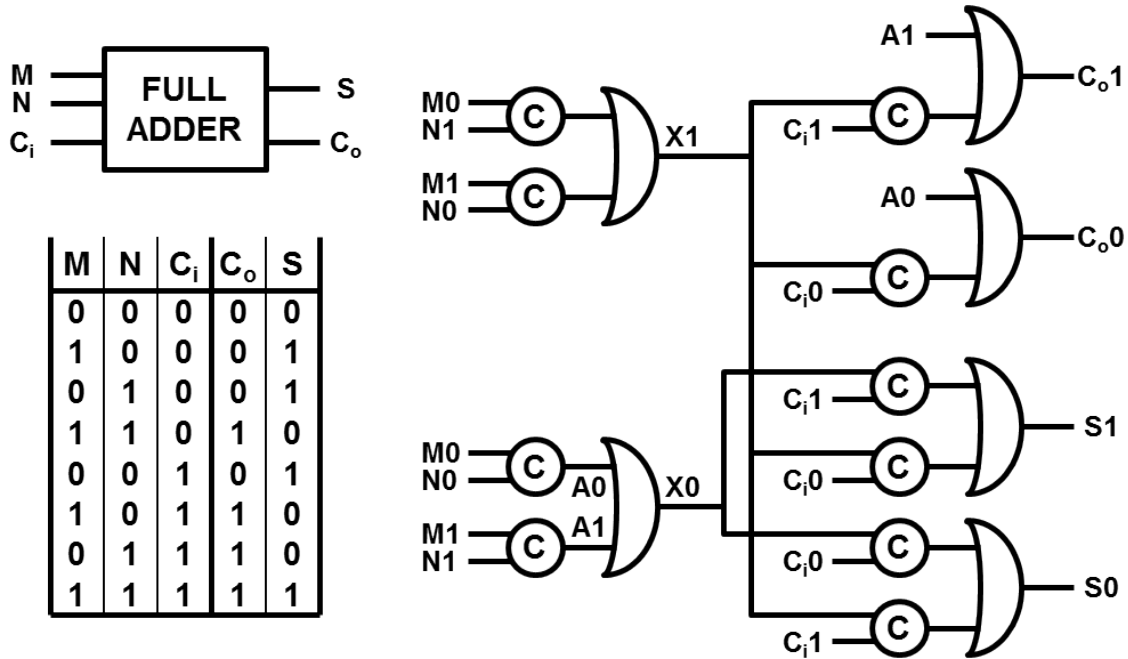 M
N
Cᵢ
FULL
ADDER
S
Cₒ
M N Cᵢ Cₒ S
0 0 0 0 0
1 0 0 0 1
0 1 0 0 1
1 1 0 1 0
0 0 1 0 1
1 0 1 1 0
0 1 1 1 0
1 1 1 1 1
M0
N1
C
M1
N0
C
X1
M0
N0
C
A0
M1
N1
C
A1
X0
A1
Cᵢ1
C
Cₒ1
A0
Cᵢ0
C
Cₒ0
Cᵢ1
C
Cᵢ0
C
S1
Cᵢ0
C
Cᵢ1
C
S0